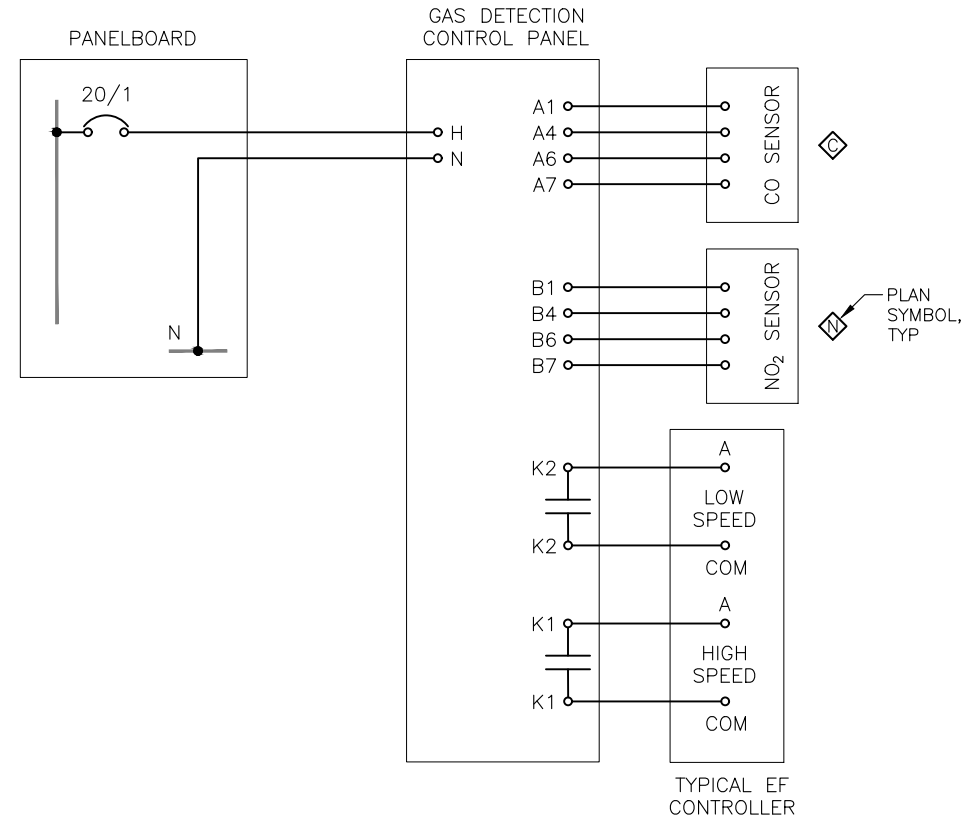 PANELBOARD
20/1
N
GAS DETECTION
CONTROL PANEL
H
N
A1
A4
A6
A7
CO SENSOR
C
B1
B4
B6
B7
NO2 SENSOR
N
PLAN
SYMBOL,
TYP
K2
K2
A
LOW
SPEED
COM
K1
K1
A
HIGH
SPEED
COM
TYPICAL EF
CONTROLLER